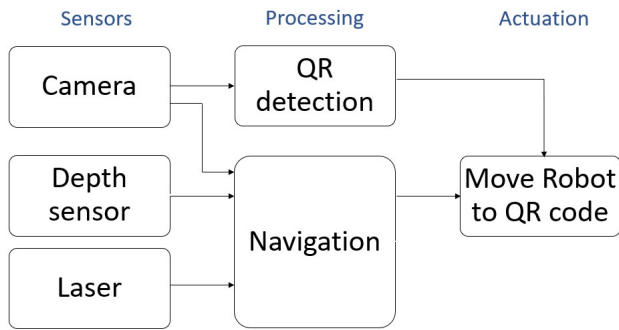 Sensors
Processing
Actuation
Camera
QR
detection
Depth
sensor
Navigation
Move Robot
to QR code
Laser